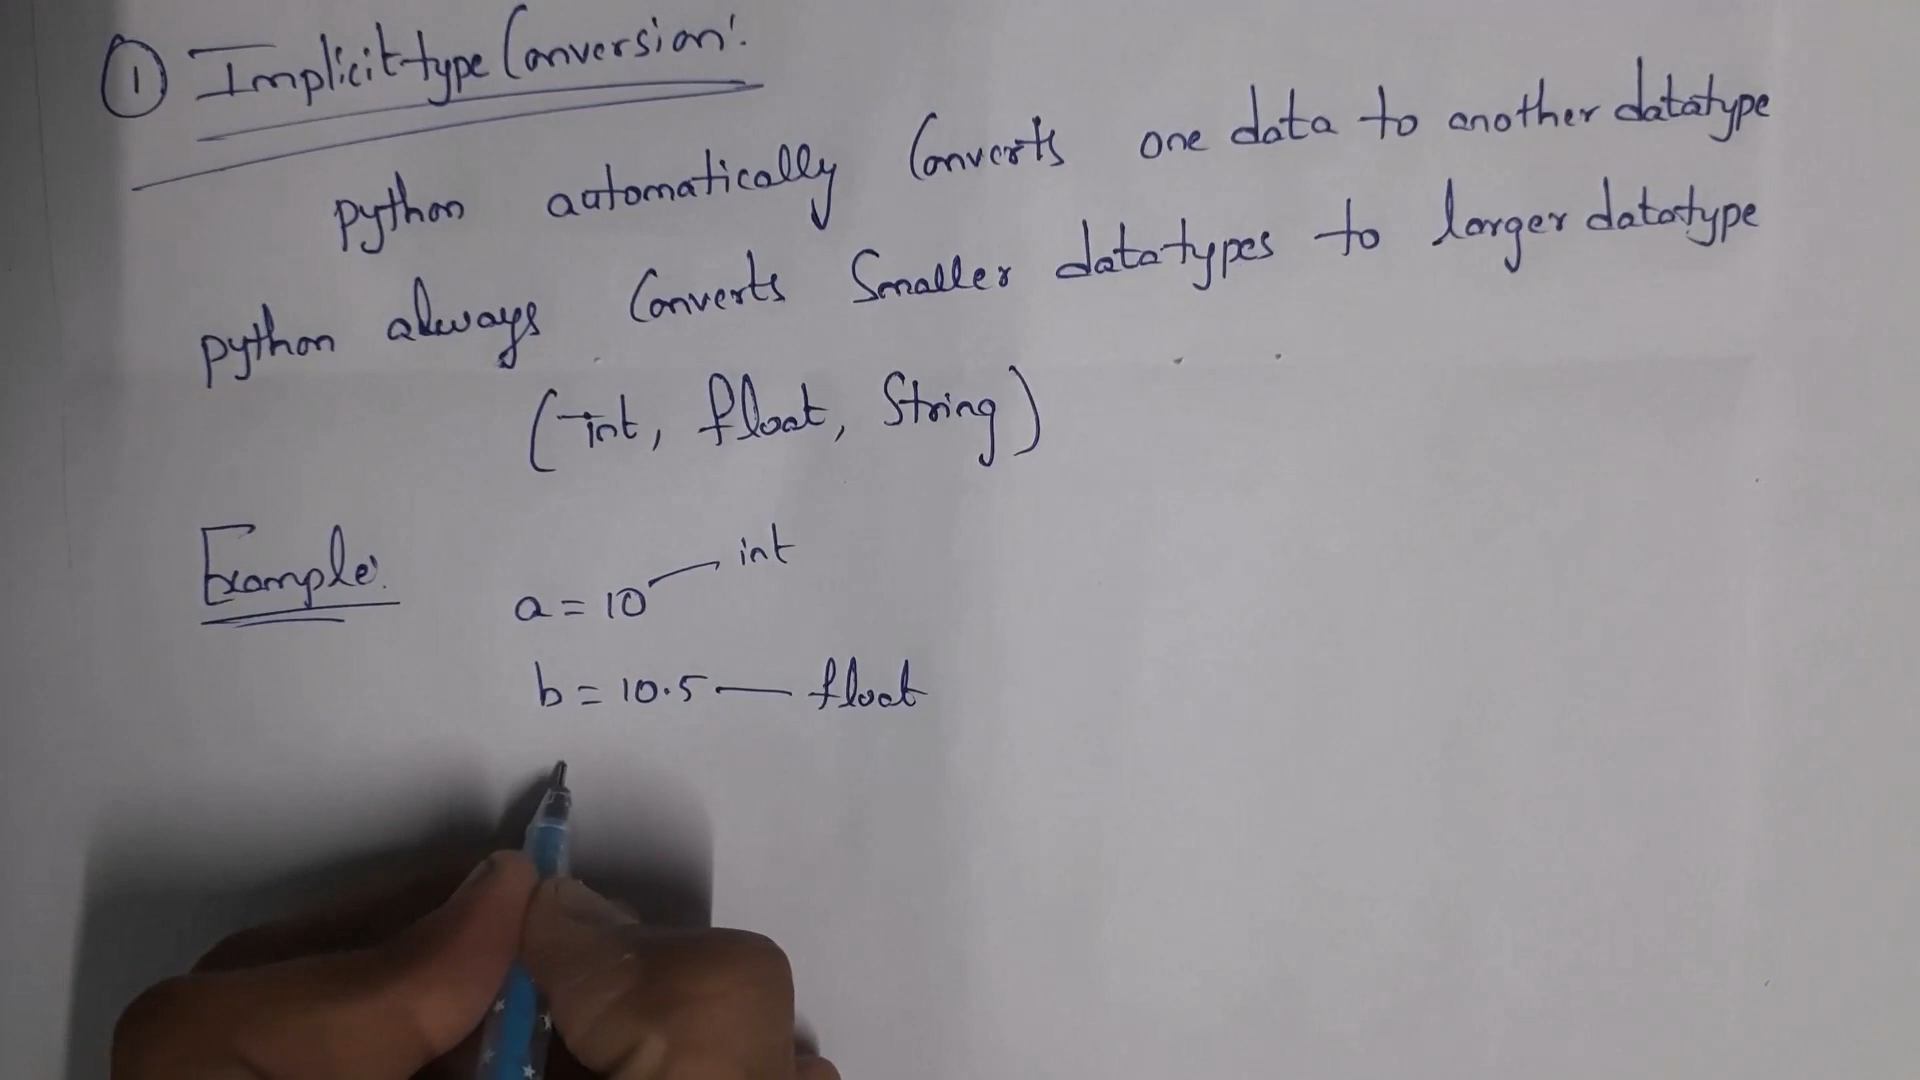 ① Implicit type Conversion:
python automatically Converts one data to another datatype
python always Converts Smaller datatypes to larger datatype
(int, float, String)
Example:
a = 10 — int
b = 10.5 — float